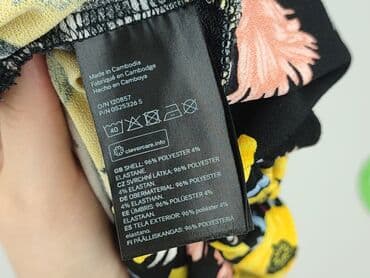 Made in Cambodia
Fabriqué en Cambodge
Hecho en Camboya
O/N 120857
P/N 0525326 S
40
clevercare.info
GB SHELL: 96% POLYESTER 4%
ELASTANE.
CZ SVRCHNÍ LÁTKA: 96% POLYESTER
4% ELASTAN.
DE OBERMATERIAL: 96% POLYESTER,
4% ELASTHAN.
EE ÜMBRIS: 96% POLÜESTER 4%
ELASTAAN.
ES TELA EXTERIOR: 96% poliéster 4%
elastano.
FI PÄÄLLISKANGAS: 96% POLYESTERIÄ